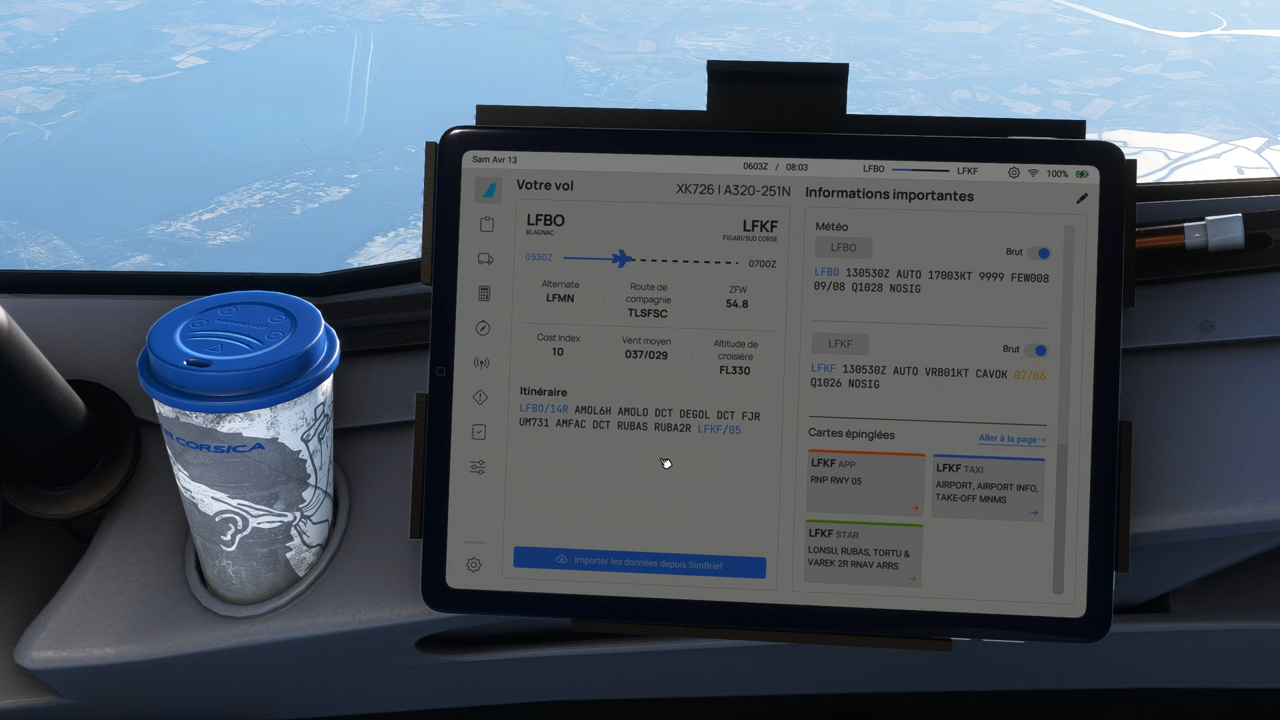 Sam Avr 13
0603Z / 08:03
LFBO LFKF
100%
Votre vol
XK726 | A320-251N
LFBO
BLAGNAC
LFKF
FIGARI/SUD CORSE
0530Z
0700Z
Alternate
LFMN
Route de
compagnie
TLSFSC
ZFW
54.8
Cost Index
10
Vent moyen
037/029
Altitude de
croisière
FL330
Itinéraire
LFBO/14R AMOL6H AMOLO DCT DEGOL DCT FJR
UM731 AMFAC DCT RUBAS RUBA2R LFKF/05
Importer les données depuis SimBrief
Informations importantes
Météo
LFBO
Brut
LFBO 130530Z AUTO 17003KT 9999 FEW008
09/08 Q1028 NOSIG
LFKF
Brut
LFKF 130530Z AUTO VRB01KT CAVOK 07/06
Q1026 NOSIG
Cartes épinglées
Aller à la page
LFKF APP
RNP RWY 05
LFKF TAXI
AIRPORT, AIRPORT INFO,
TAKE-OFF MNMS
LFKF STAR
LONSU, RUBAS, TORTU &
VAREK 2R RNAV ARRS
R CORSICA